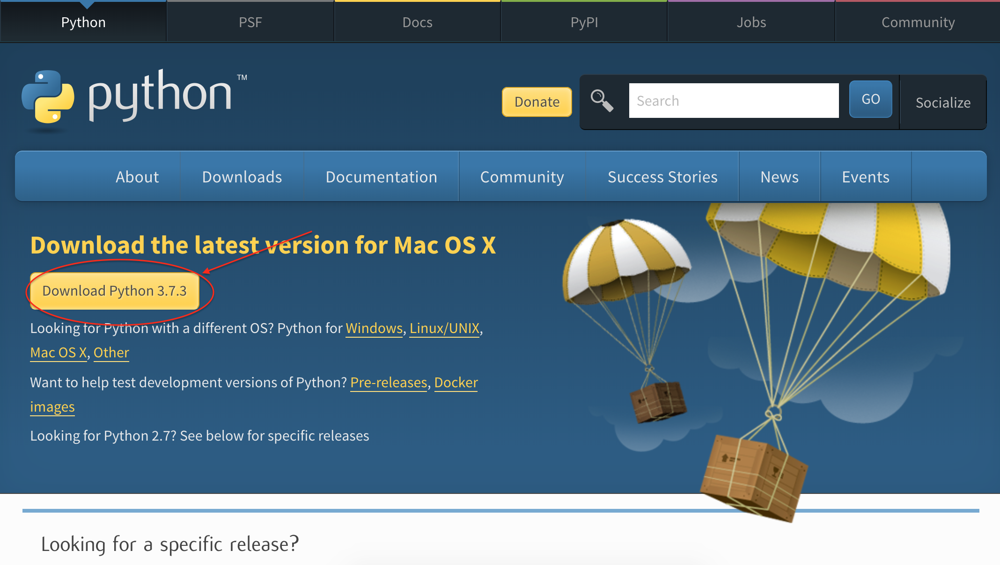 Python PSF Docs PyPI Jobs Community
python TM
Donate Search GO Socialize
About Downloads Documentation Community Success Stories News Events
Download the latest version for Mac OS X
Download Python 3.7.3
Looking for Python with a different OS? Python for Windows, Linux/UNIX,
Mac OS X, Other
Want to help test development versions of Python? Pre-releases, Docker
images
Looking for Python 2.7? See below for specific releases
Looking for a specific release?